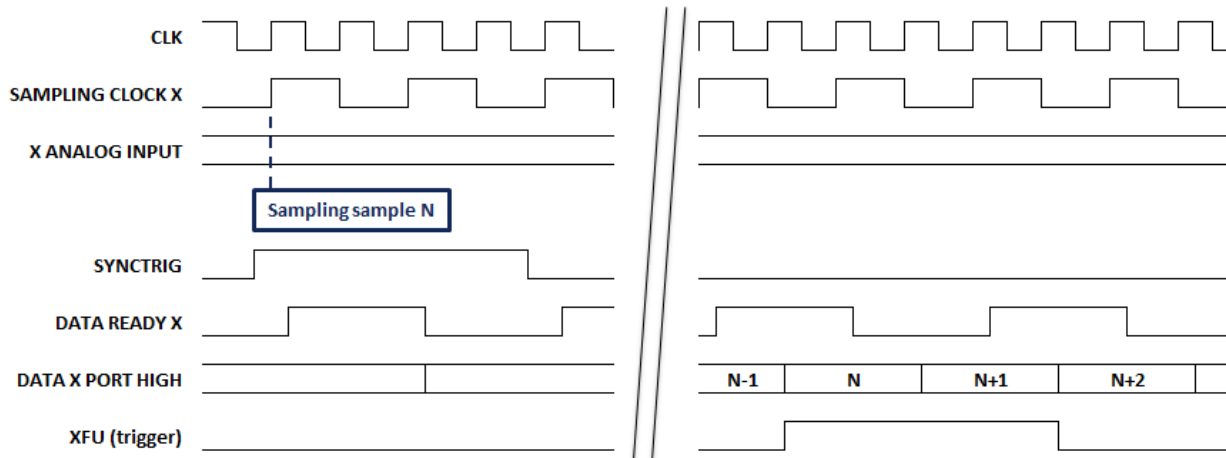 CLK
SAMPLING CLOCK X
X ANALOG INPUT
Sampling sample N
SYNCTRIG
DATA READY X
DATA X PORT HIGH
N-1 N N+1 N+2
XFU (trigger)